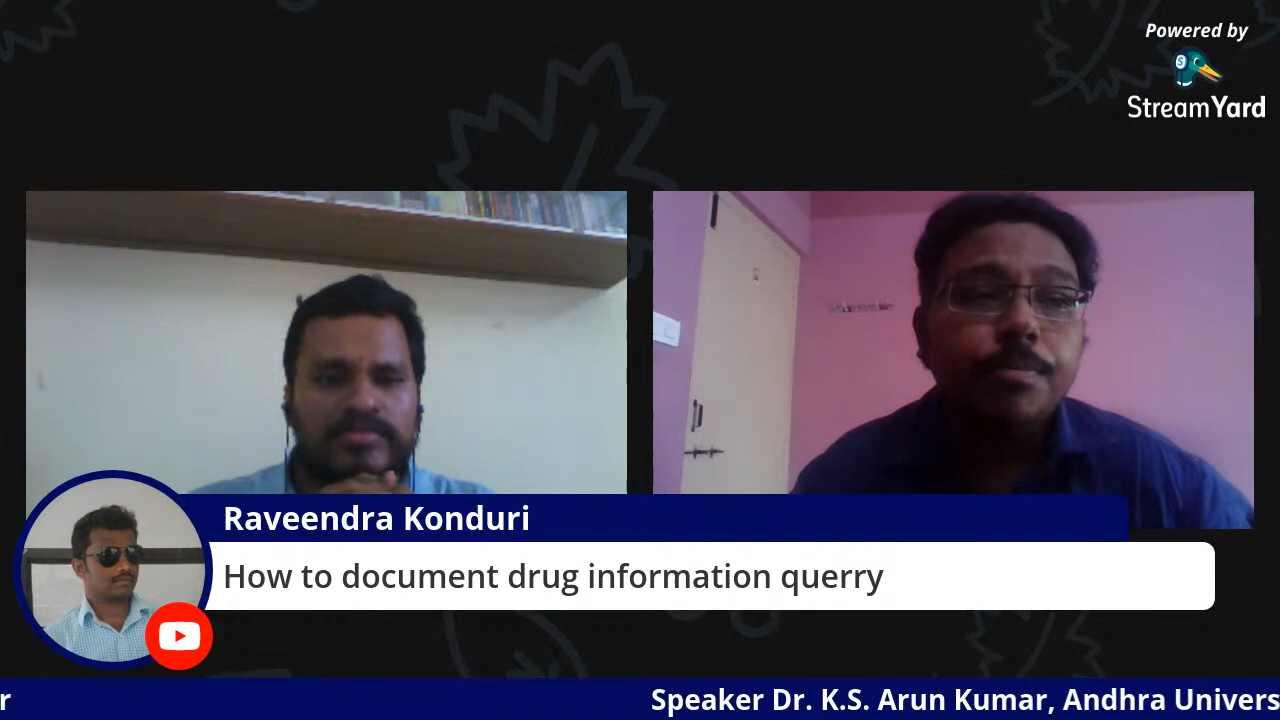 Powered by
StreamYard
Raveendra Konduri
How to document drug information querry
r
Speaker Dr. K.S. Arun Kumar, Andhra Univers